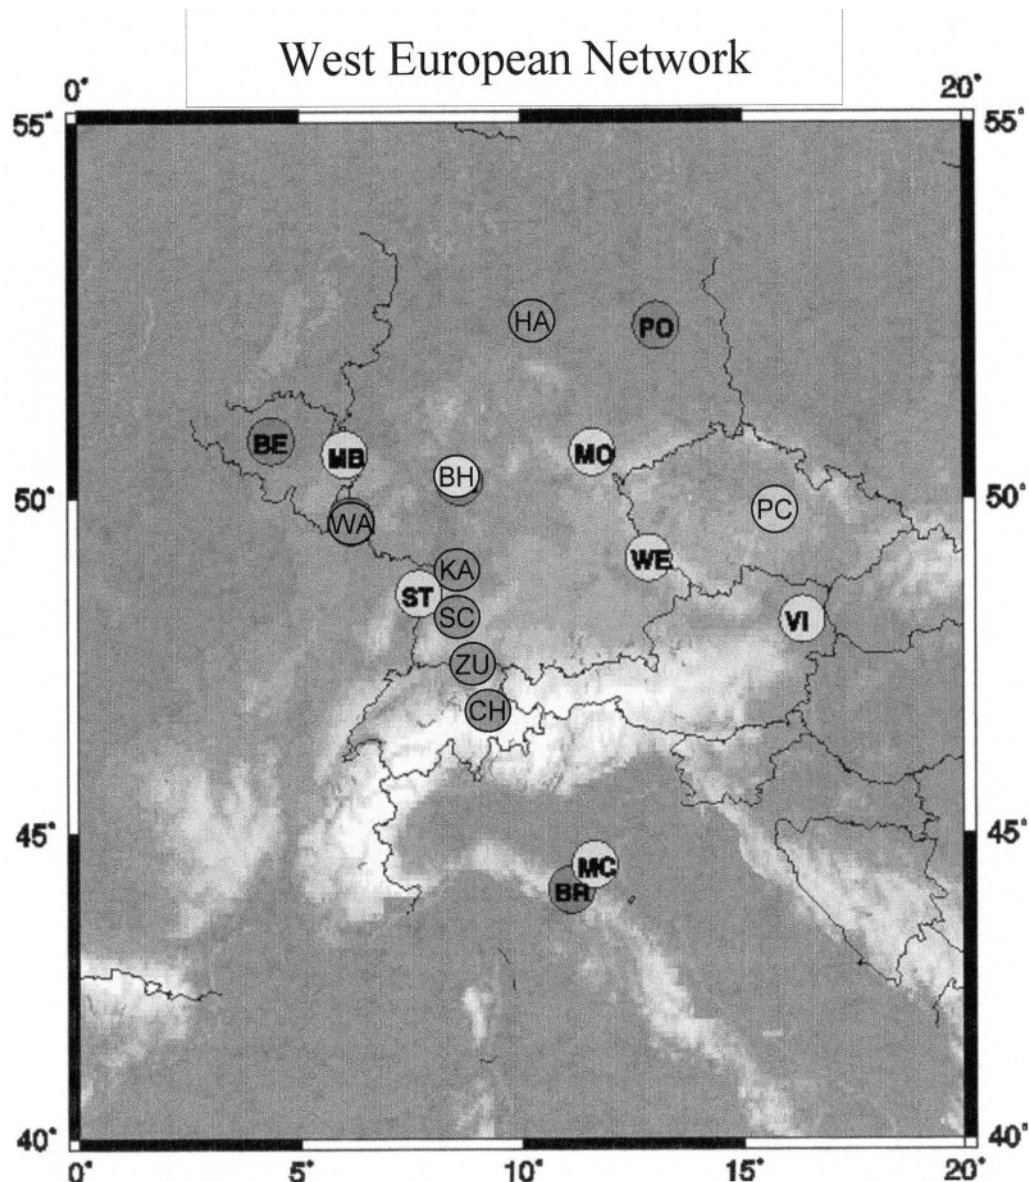 West European Network
0° 20°
55° 55°
HA PO
BE MB BH MO
50° 50°
WA PC
KA WE
ST SC VI
ZU
CH
45° 45°
MC
BR
40° 40°
0° 5° 10° 15° 20°